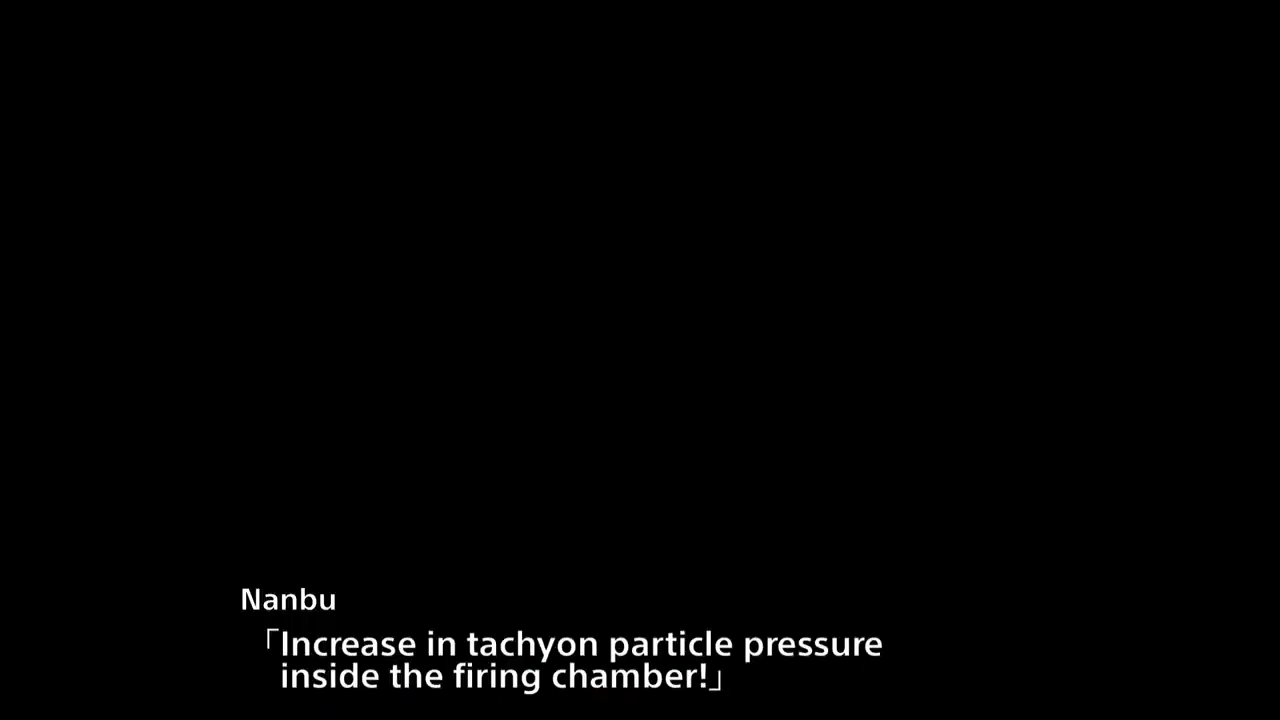 Nanbu
「Increase in tachyon particle pressure
inside the firing chamber!」